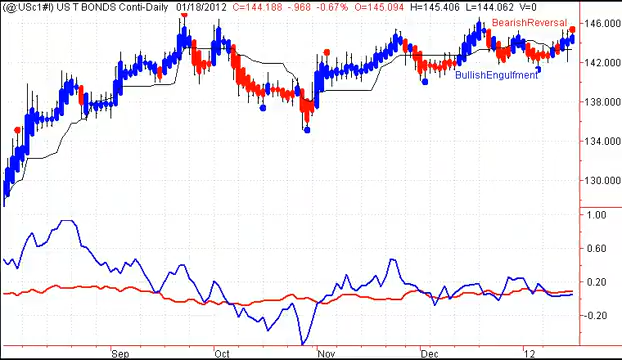 (@:USc1#I) US T BONDS Conti-Daily 01/18/2012 C=144.188 -.968 -0.67% O=145.094 H=145.406 L=144.062 V=0
BearishReversal
146.000
142.000
BullishEngulfment
138.000
134.000
130.000
1.00
0.60
0.20
-0.20
Sep Oct Nov Dec 12